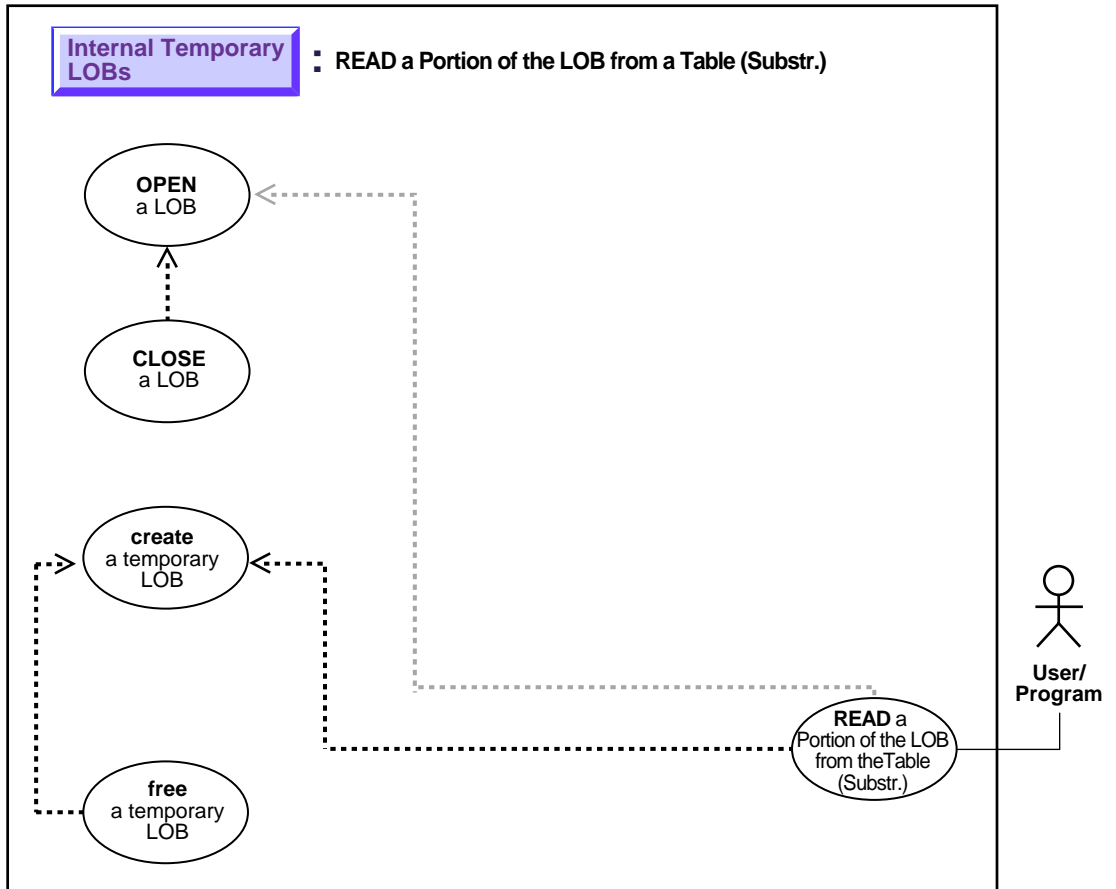 Internal Temporary
LOBs
: READ a Portion of the LOB from a Table (Substr.)
OPEN
a LOB
CLOSE
a LOB
create
a temporary
LOB
free
a temporary
LOB
READ a
Portion of the LOB
from theTable
(Substr.)
User/
Program